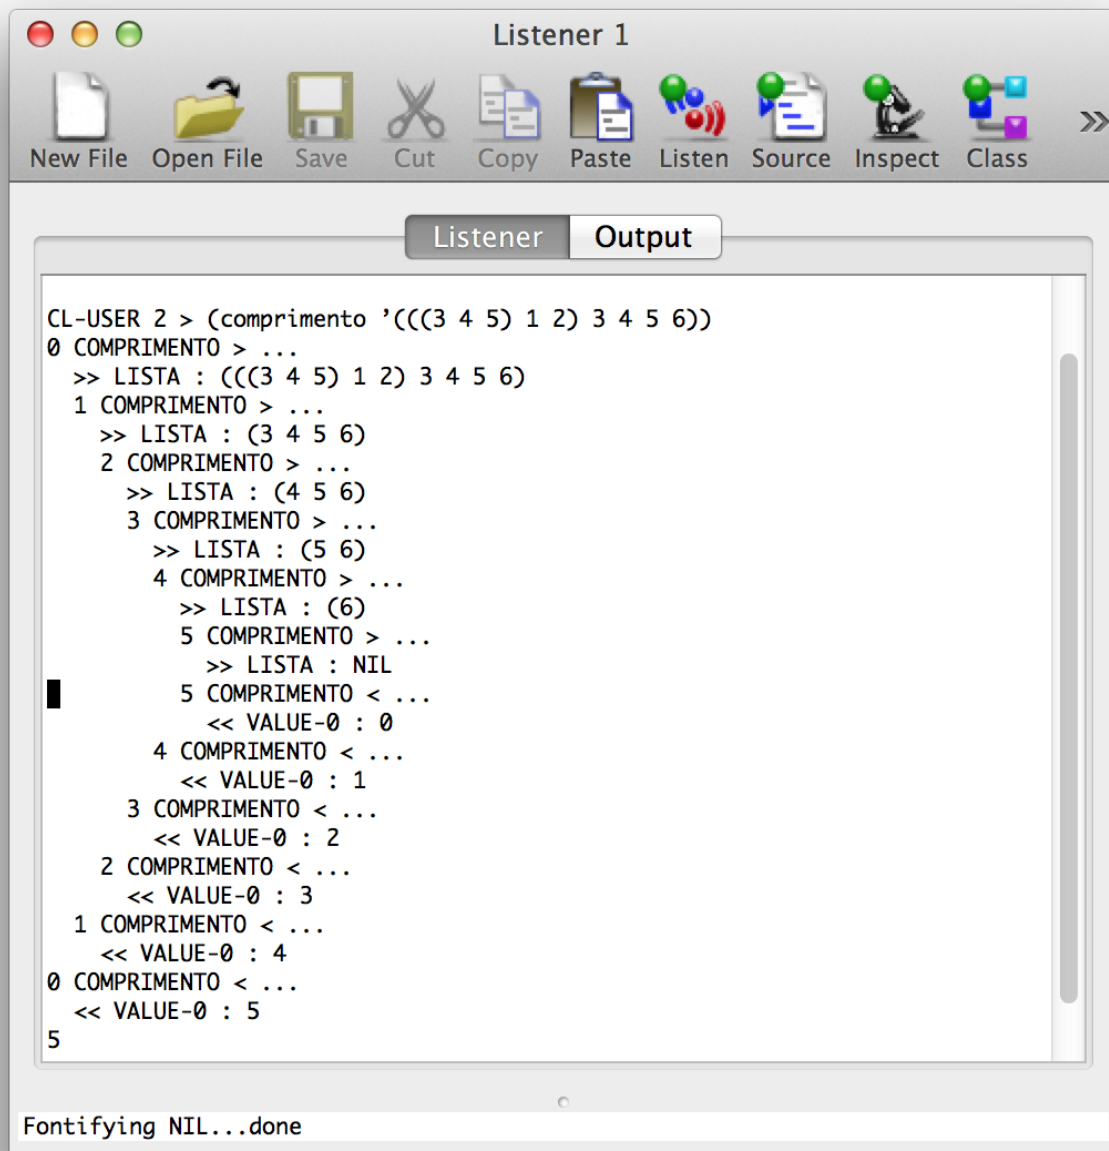 Listener 1
New File Open File Save Cut Copy Paste Listen Source Inspect Class »
Listener Output
CL-USER 2 > (comprimento ’(((3 4 5) 1 2) 3 4 5 6))
0 COMPRIMENTO > ...
  >> LISTA : (((3 4 5) 1 2) 3 4 5 6)
  1 COMPRIMENTO > ...
    >> LISTA : (3 4 5 6)
    2 COMPRIMENTO > ...
      >> LISTA : (4 5 6)
      3 COMPRIMENTO > ...
        >> LISTA : (5 6)
        4 COMPRIMENTO > ...
          >> LISTA : (6)
          5 COMPRIMENTO > ...
            >> LISTA : NIL
          5 COMPRIMENTO < ...
            << VALUE-0 : 0
        4 COMPRIMENTO < ...
          << VALUE-0 : 1
      3 COMPRIMENTO < ...
        << VALUE-0 : 2
    2 COMPRIMENTO < ...
      << VALUE-0 : 3
  1 COMPRIMENTO < ...
    << VALUE-0 : 4
0 COMPRIMENTO < ...
  << VALUE-0 : 5
5
Fontifying NIL...done